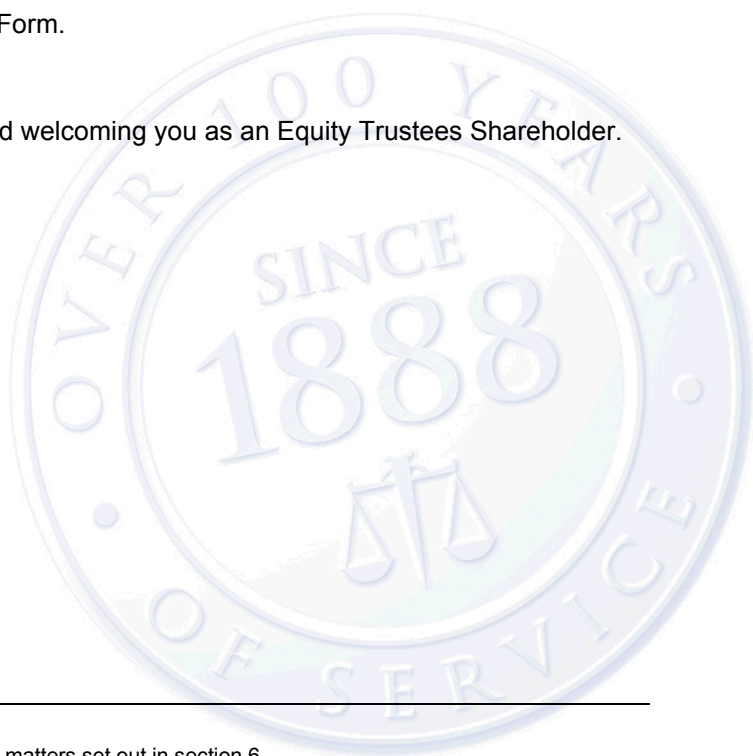 Form.
d welcoming you as an Equity Trustees Shareholder.
OVER 100 YEARS
SINCE
1888
• OF SERVICE •
matters set out in section 6